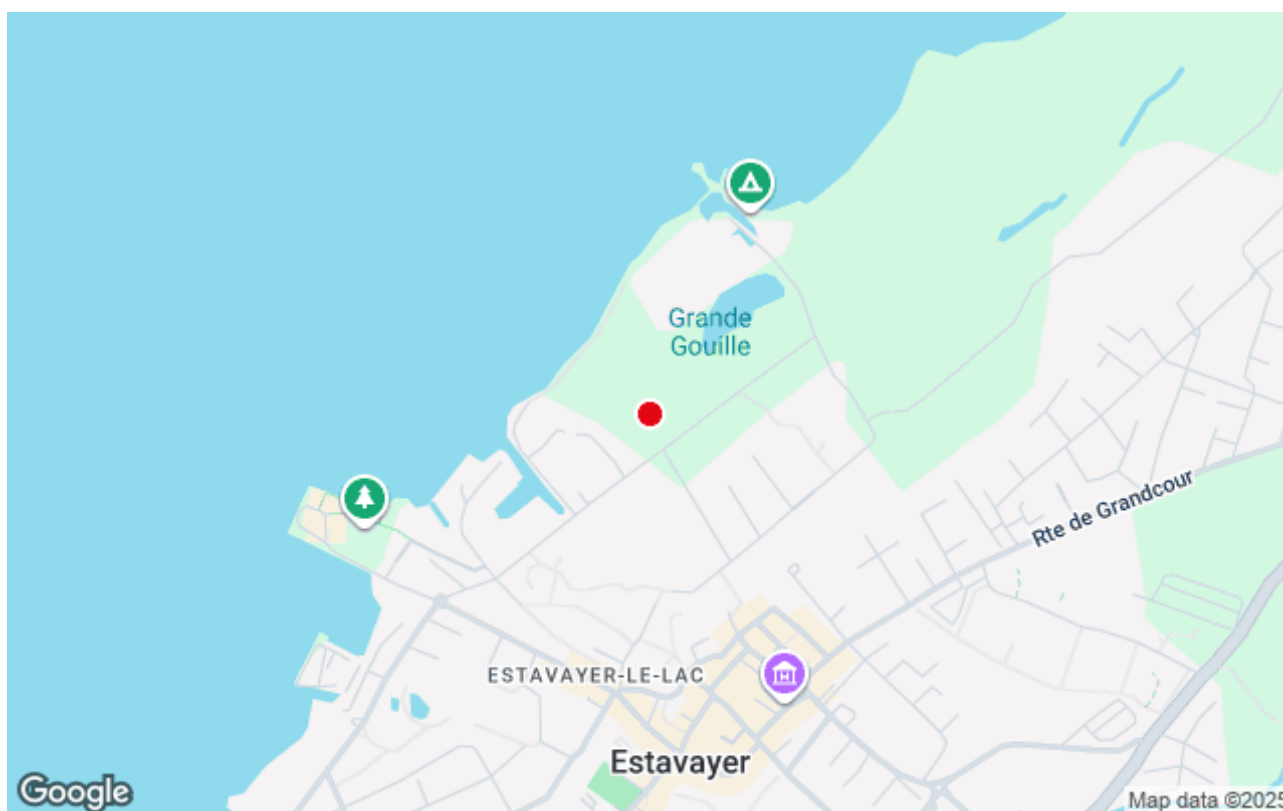 Grande
Gouille
Rte de Grandcour
ESTAVAYER-LE-LAC
Estavayer
Google
Map data ©2025